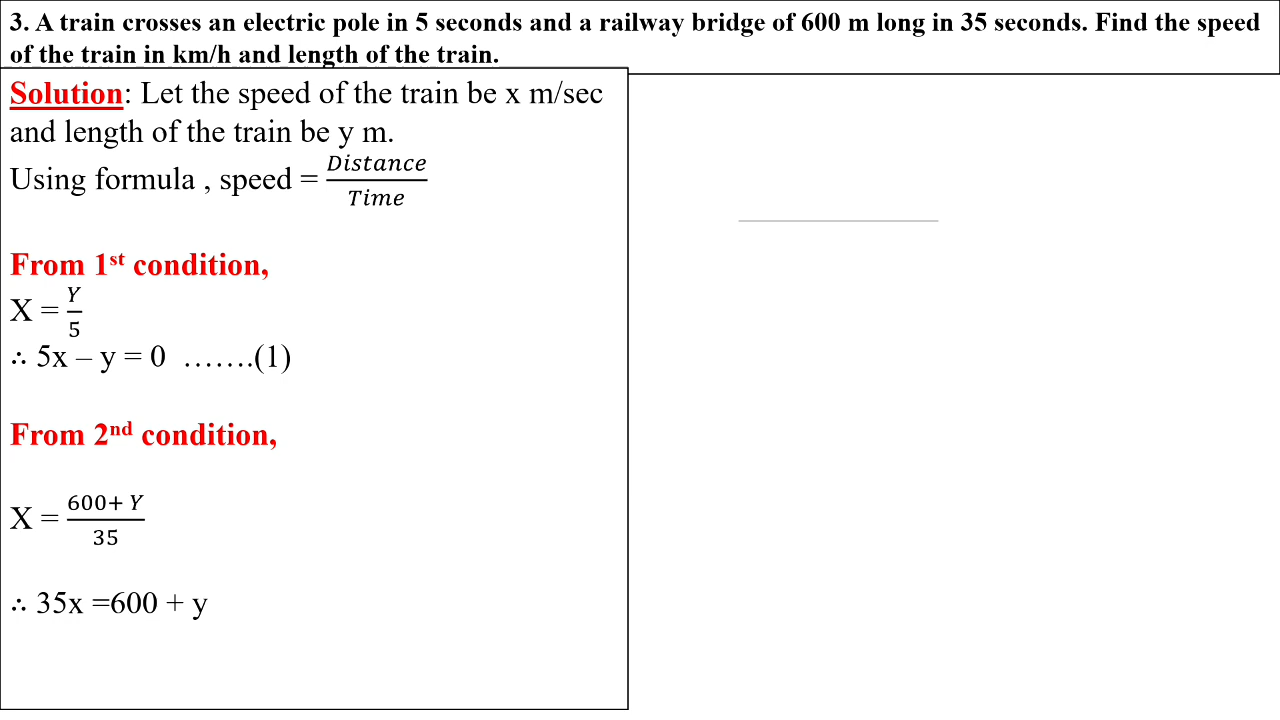 3. A train crosses an electric pole in 5 seconds and a railway bridge of 600 m long in 35 seconds. Find the speed
of the train in km/h and length of the train.
Solution: Let the speed of the train be x m/sec
and length of the train be y m.
Using formula , speed = Distance/Time
From 1st condition,
X = Y/5
∴ 5x – y = 0 …….(1)
From 2nd condition,
X = 600+ Y/35
∴ 35x =600 + y